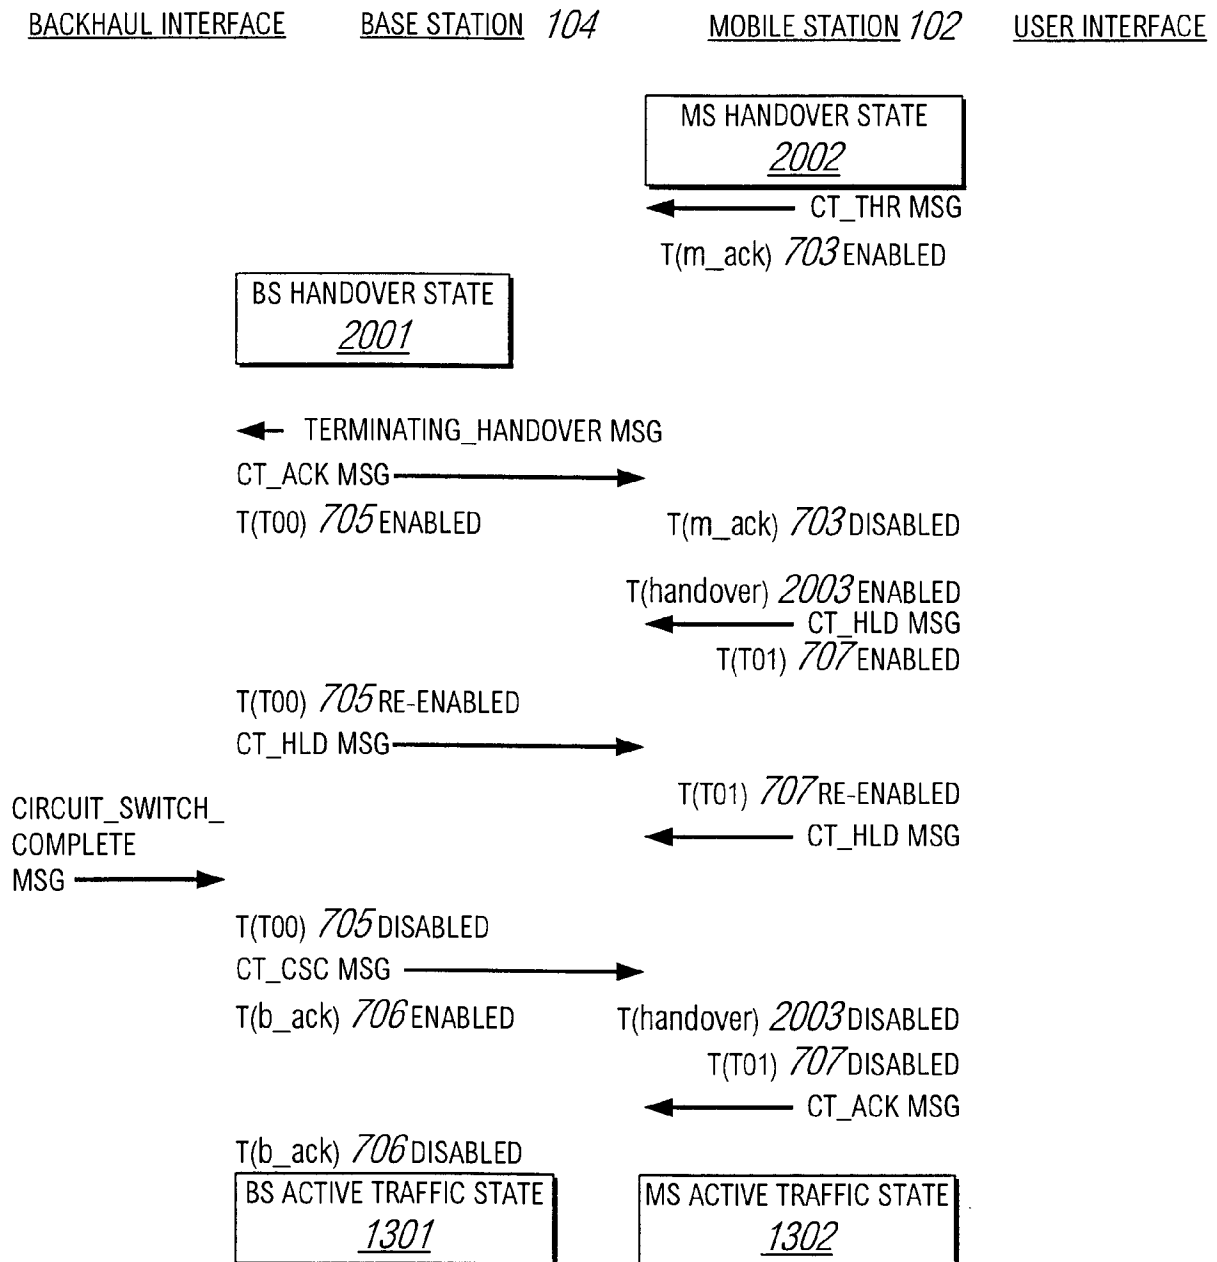 BACKHAUL INTERFACE BASE STATION 104 MOBILE STATION 102 USER INTERFACE
MS HANDOVER STATE
2002
CT_THR MSG
T(m_ack) 703 ENABLED
BS HANDOVER STATE
2001
TERMINATING_HANDOVER MSG
CT_ACK MSG
T(T00) 705 ENABLED T(m_ack) 703 DISABLED
T(handover) 2003 ENABLED
CT_HLD MSG
T(T01) 707 ENABLED
T(T00) 705 RE-ENABLED
CT_HLD MSG
T(T01) 707 RE-ENABLED
CIRCUIT_SWITCH_
CT_HLD MSG
COMPLETE
MSG
T(T00) 705 DISABLED
CT_CSC MSG
T(b_ack) 706 ENABLED T(handover) 2003 DISABLED
T(T01) 707 DISABLED
CT_ACK MSG
T(b_ack) 706 DISABLED
BS ACTIVE TRAFFIC STATE MS ACTIVE TRAFFIC STATE
1301 1302